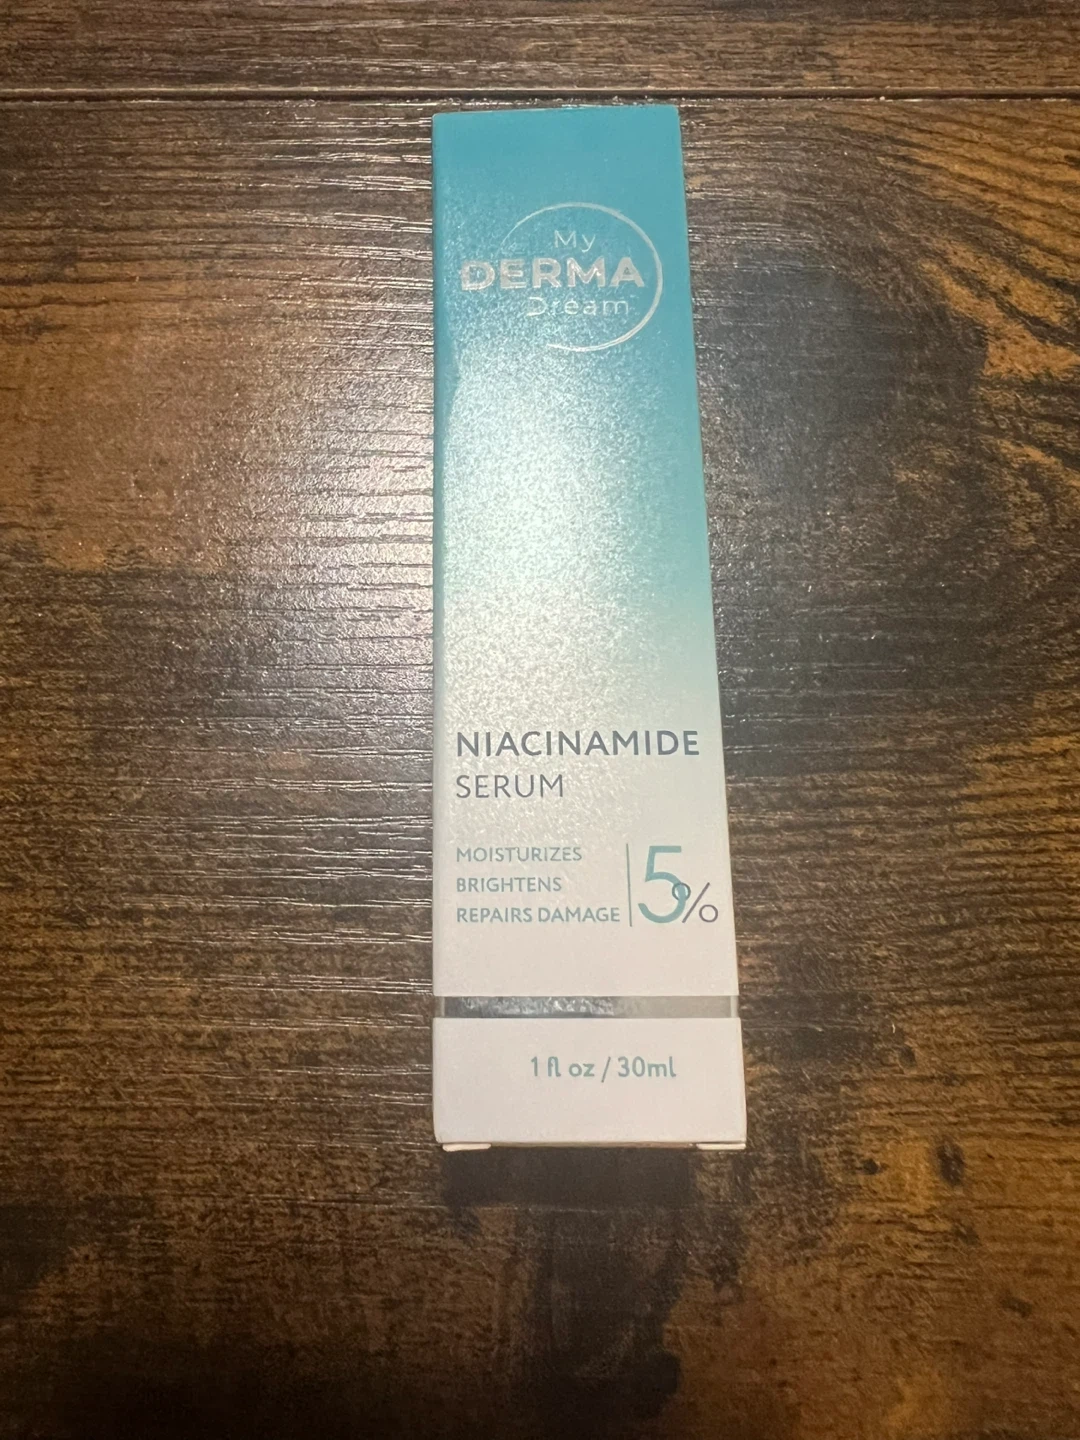 My
DERMA
Dream
NIACINAMIDE
SERUM
MOISTURIZES
BRIGHTENS
REPAIRS DAMAGE
5%
1 fl oz / 30ml